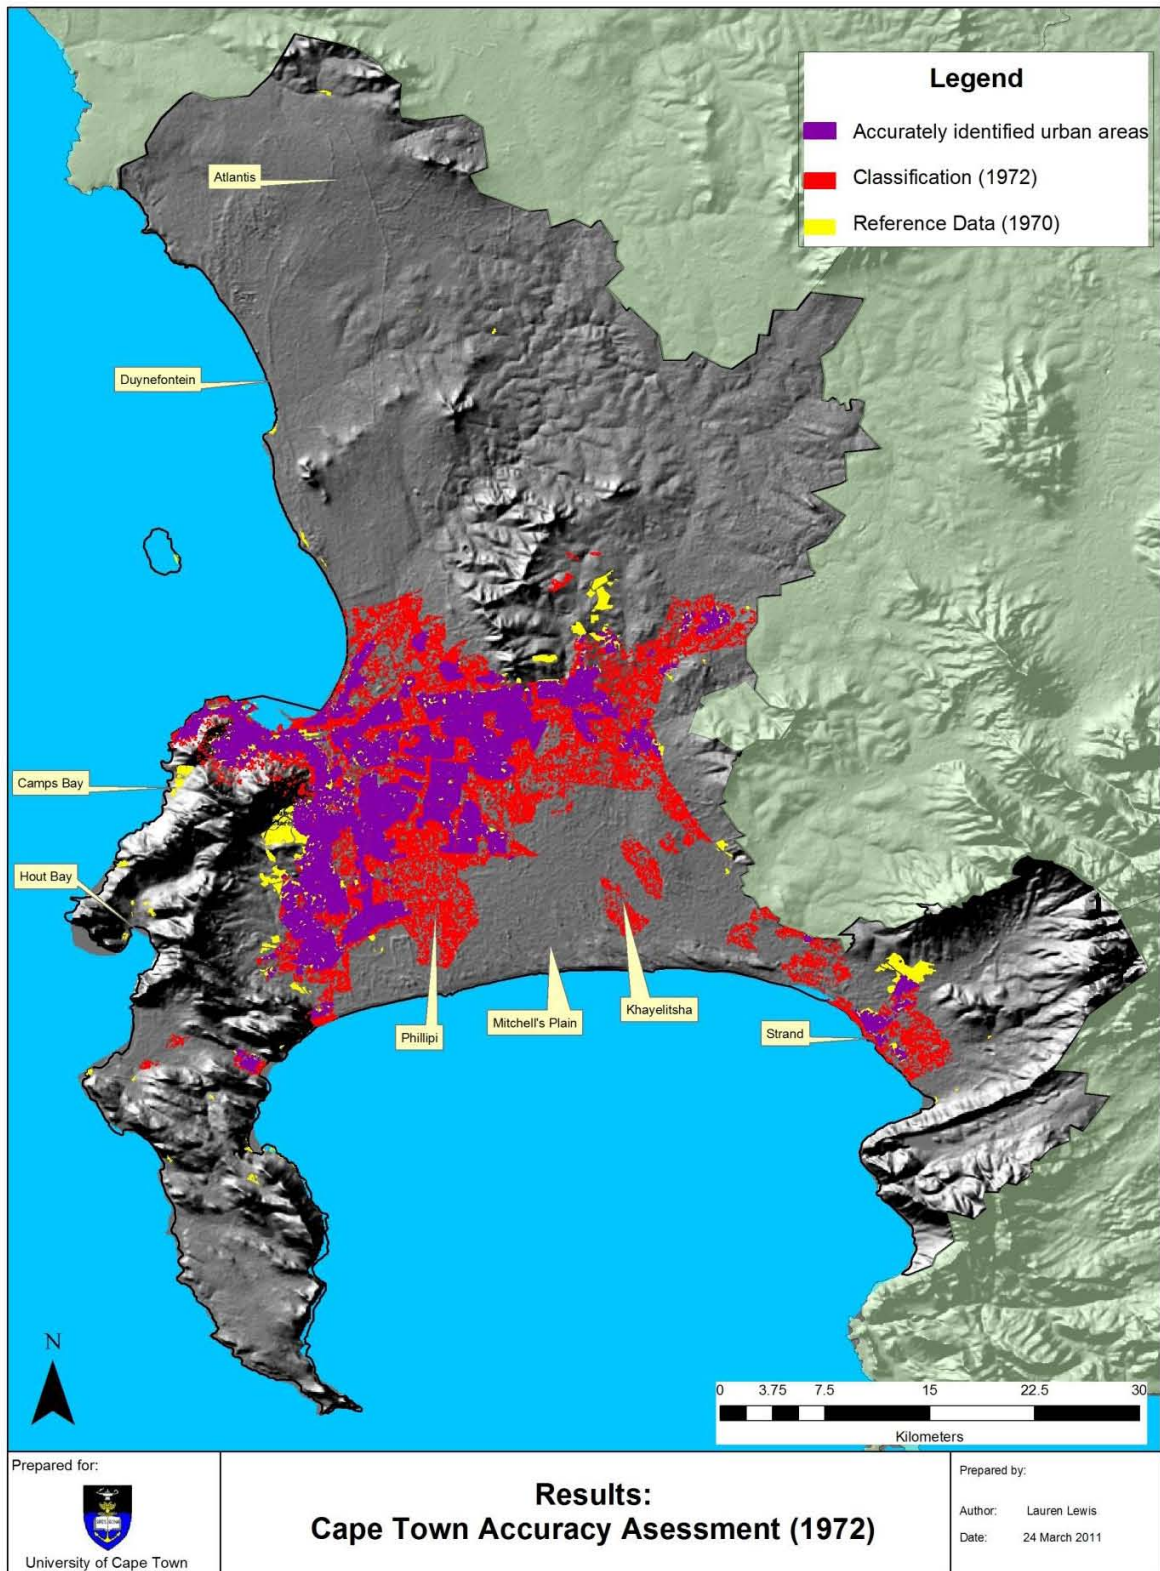 Legend
Accurately identified urban areas
Classification (1972)
Reference Data (1970)
Atlantis
Duynefontein
Camps Bay
Hout Bay
Phillipi
Mitchell's Plain
Khayelitsha
Strand
N
0 3.75 7.5 15 22.5 30
Kilometers
Prepared for:
University of Cape Town
Results:
Cape Town Accuracy Asessment (1972)
Prepared by:
Author: Lauren Lewis
Date: 24 March 2011